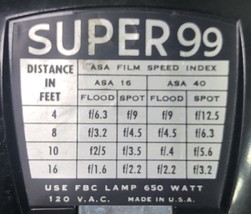 SUPER 99
DISTANCE IN FEET ASA FILM SPEED INDEX
ASA 16 ASA 40
FLOOD SPOT FLOOD SPOT
4 f/6.3 f/9 f/9 f/12.5
8 f/3.2 f/4.5 f/4.5 f/6.3
10 f2/5 f/3.5 f/.4 f/5.6
16 f/1.6 f/2.2 f/2.2 f/3.2
USE FBC LAMP 650 WATT
120 V.A.C. MADE IN U.S.A.